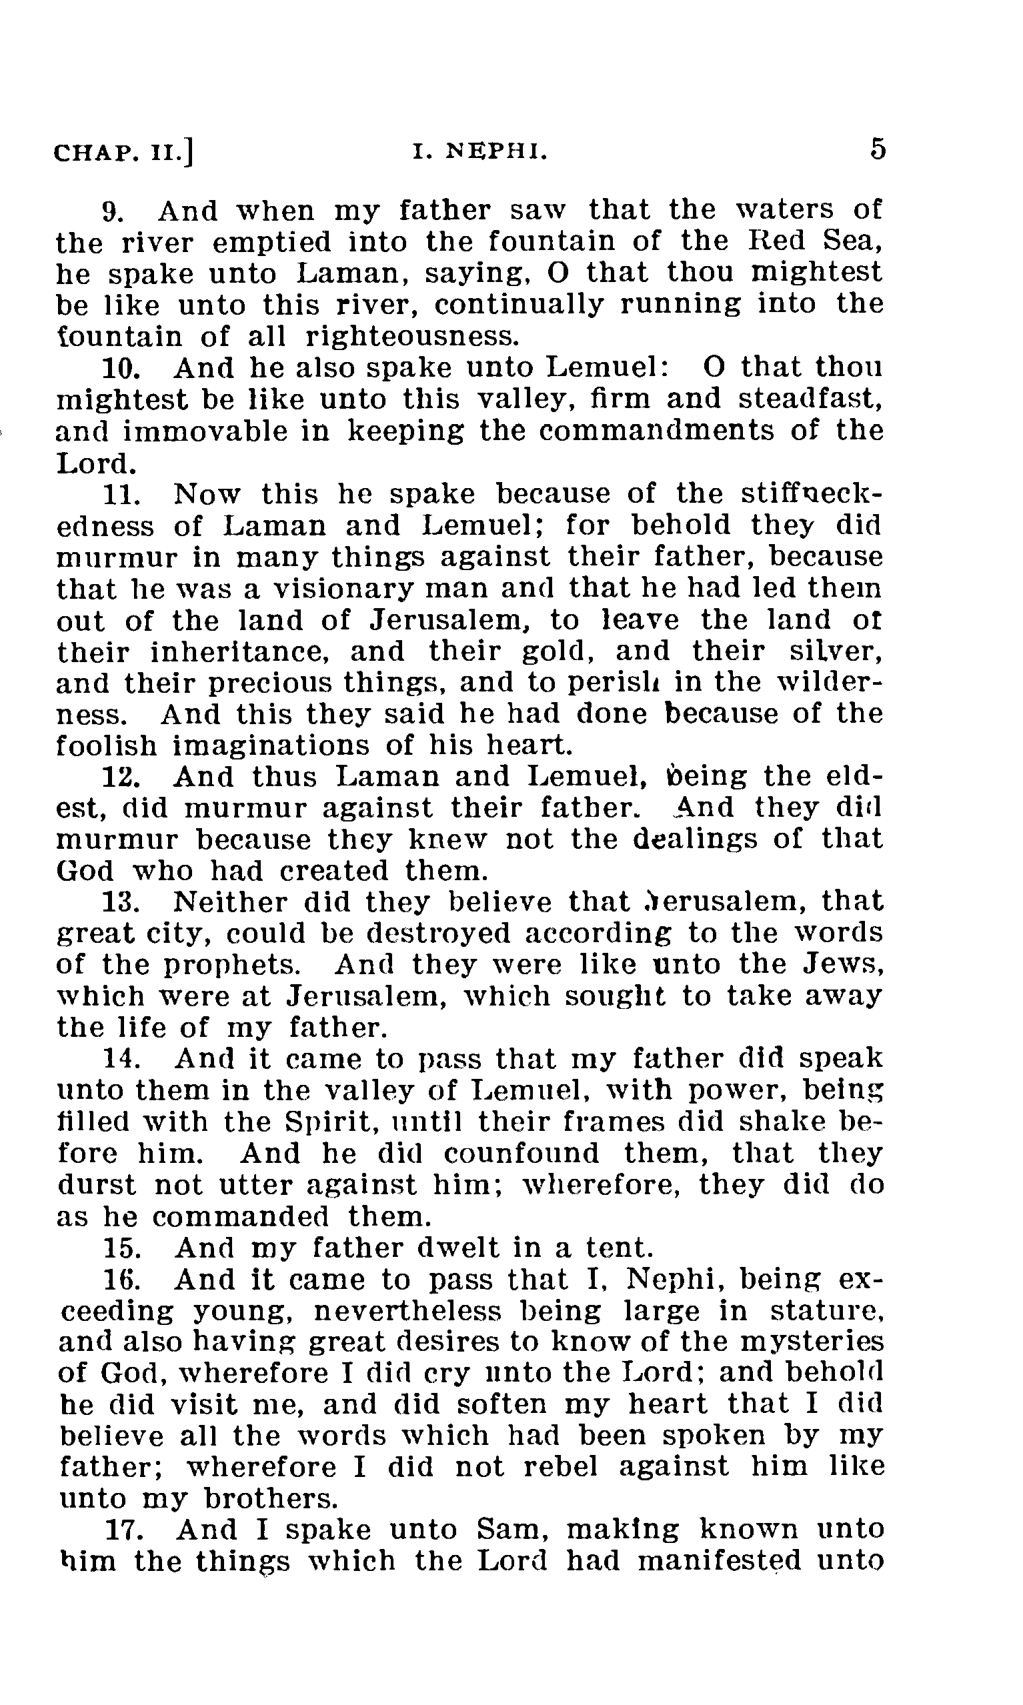 CHAP. II.] I. NEPHI. 5
9. And when my father saw that the waters of
the river emptied into the fountain of the Red Sea,
he spake unto Laman, saying, O that thou mightest
be like unto this river, continually running into the
fountain of all righteousness.
10. And he also spake unto Lemuel: O that thou
mightest be like unto this valley, firm and steadfast,
and immovable in keeping the commandments of the
Lord.
11. Now this he spake because of the stiffneck-
edness of Laman and Lemuel; for behold they did
murmur in many things against their father, because
that he was a visionary man and that he had led them
out of the land of Jerusalem, to leave the land of
their inheritance, and their gold, and their silver,
and their precious things, and to perish in the wilder-
ness. And this they said he had done because of the
foolish imaginations of his heart.
12. And thus Laman and Lemuel, being the eld-
est, did murmur against their father. And they did
murmur because they knew not the dealings of that
God who had created them.
13. Neither did they believe that Jerusalem, that
great city, could be destroyed according to the words
of the prophets. And they were like unto the Jews,
which were at Jerusalem, which sought to take away
the life of my father.
14. And it came to pass that my father did speak
unto them in the valley of Lemuel, with power, being
filled with the Spirit, until their frames did shake be-
fore him. And he did counfound them, that they
durst not utter against him; wherefore, they did do
as he commanded them.
15. And my father dwelt in a tent.
16. And it came to pass that I, Nephi, being ex-
ceeding young, nevertheless being large in stature,
and also having great desires to know of the mysteries
of God, wherefore I did cry unto the Lord; and behold
he did visit me, and did soften my heart that I did
believe all the words which had been spoken by my
father; wherefore I did not rebel against him like
unto my brothers.
17. And I spake unto Sam, making known unto
him the things which the Lord had manifested unto